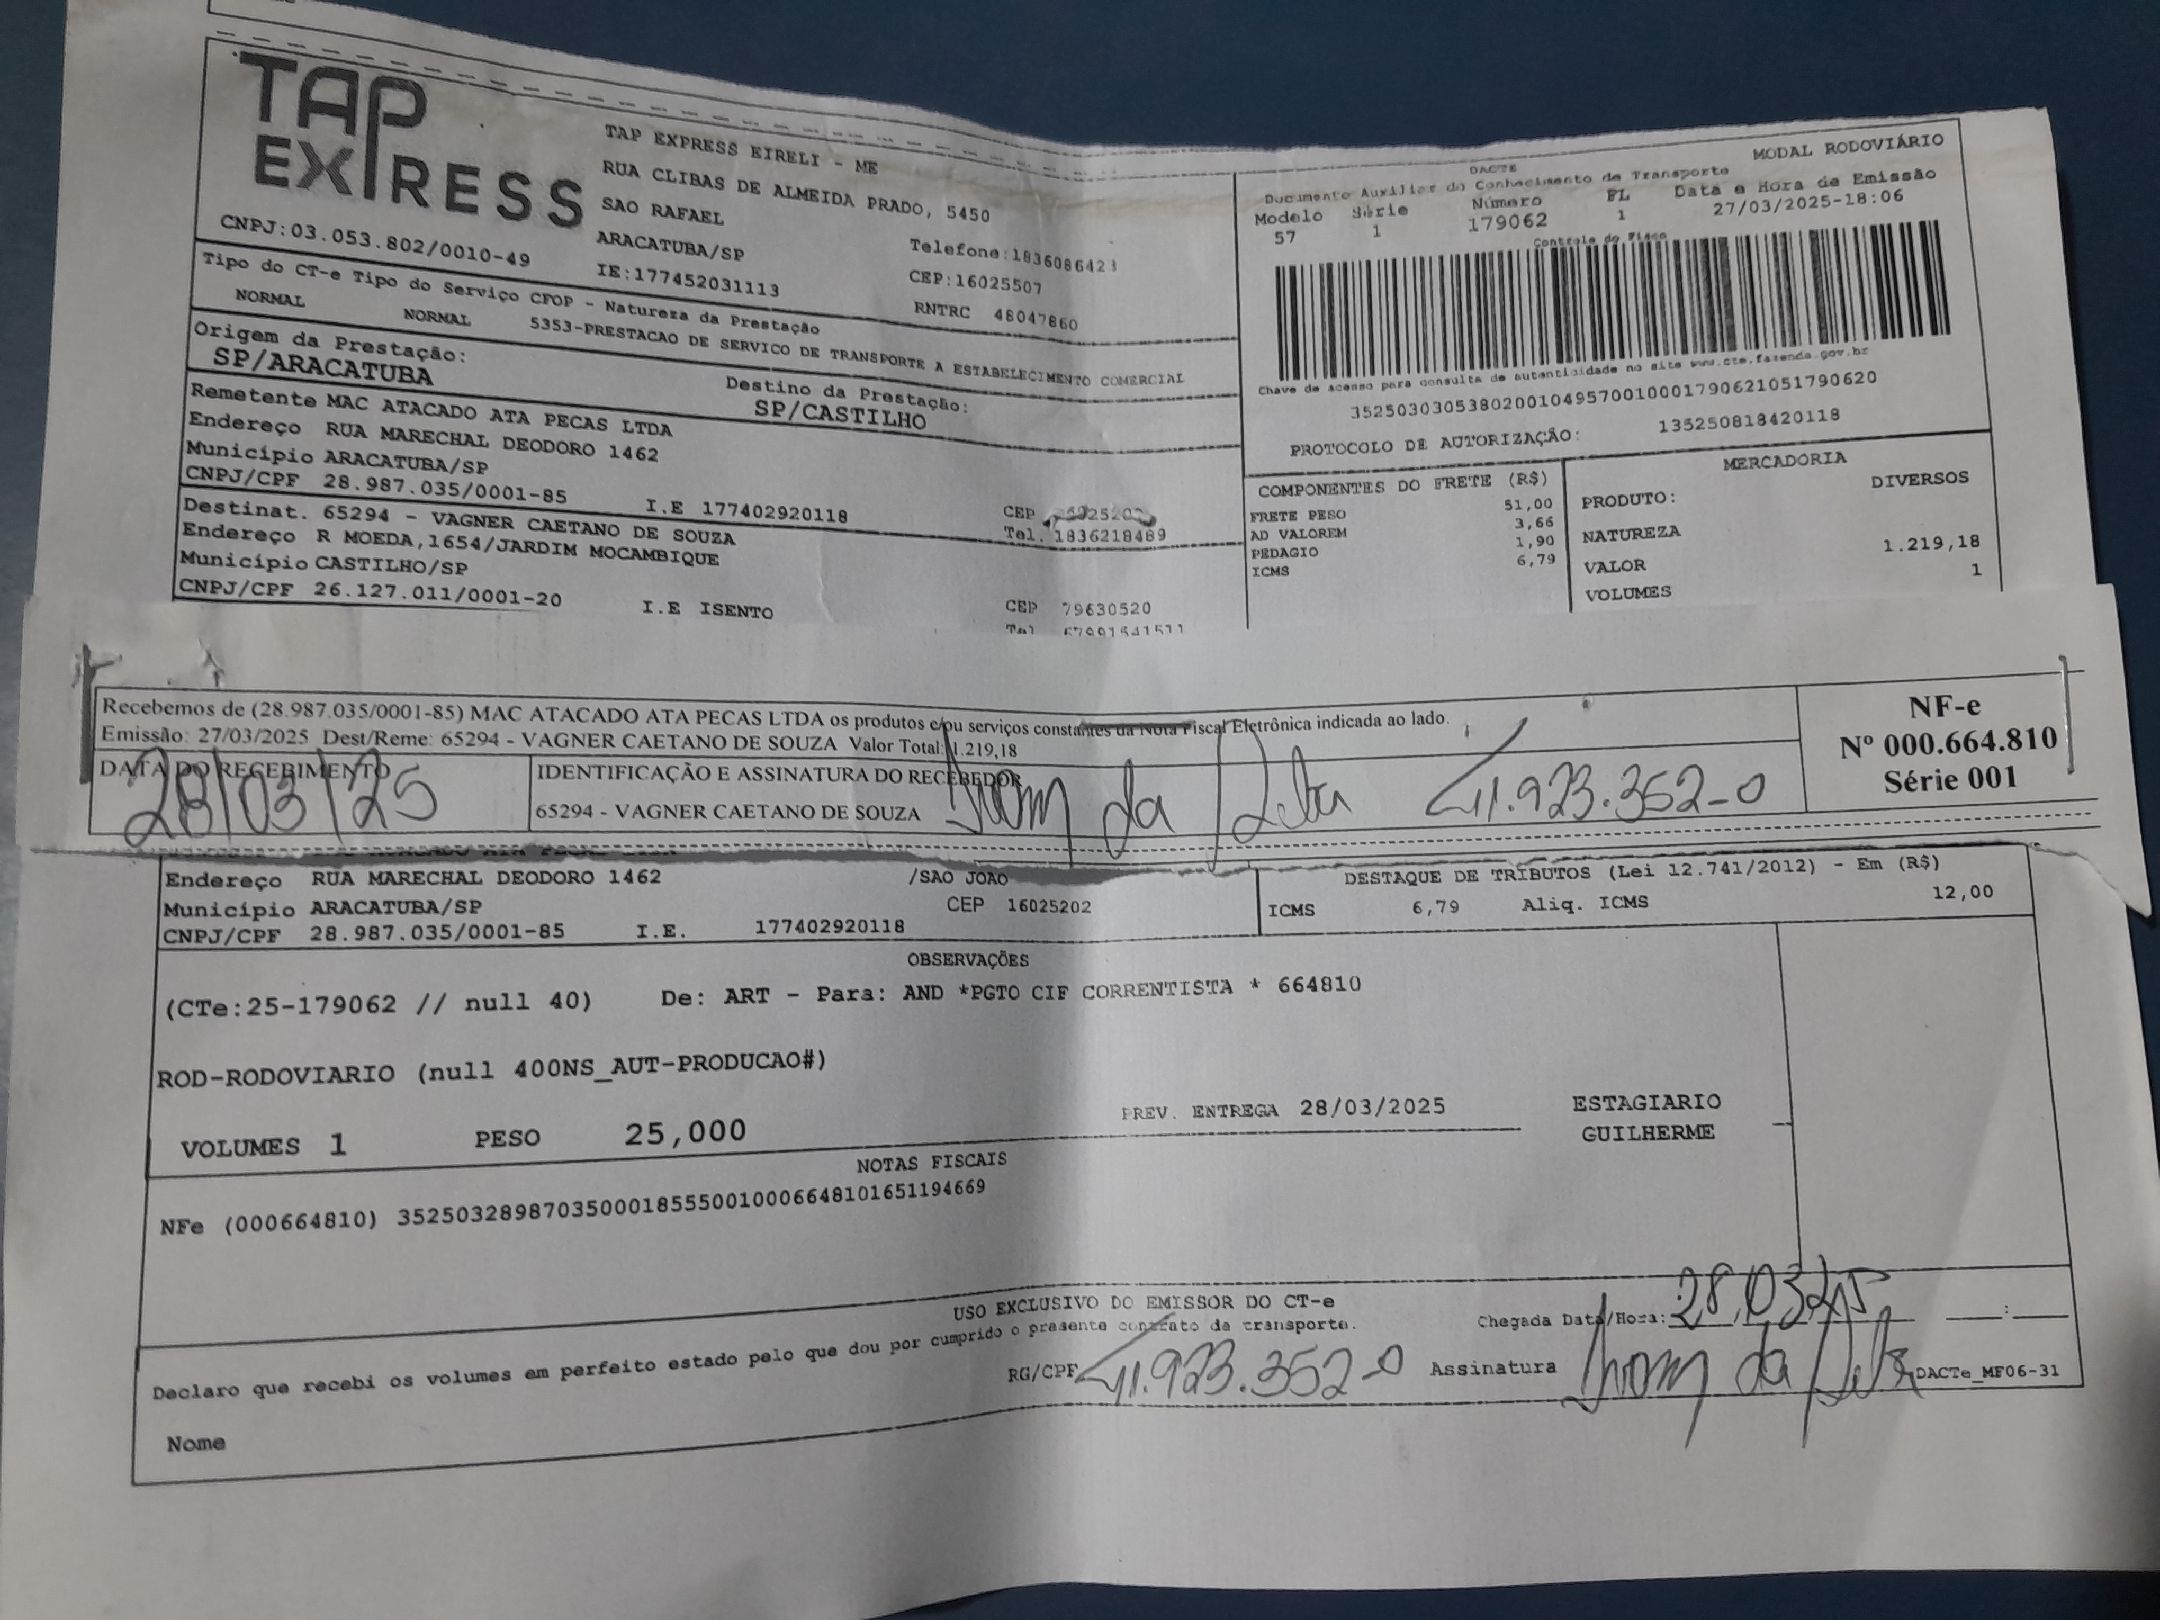 TAP
EXPRESS
TAP EXPRESS EIRELI - ME
RUA CLIBAS DE ALMEIDA PRADO, 5450
SAO RAFAEL
ARACATUBA/SP
Telefone:1836086423
CNPJ:03.053.802/0010-49
IE:177452031113
CEP:16025507
RNTRC 48047860
Tipo do CT-e Tipo do Serviço CFOP - Natureza da Prestação
NORMAL NORMAL 5353-PRESTACAO DE SERVICO DE TRANSPORTE A ESTABELECIMENTO COMERCIAL
Origem da Prestação:
SP/ARACATUBA
Destino da Prestação:
SP/CASTILHO
Remetente MAC ATACADO ATA PECAS LTDA
Endereço RUA MARECHAL DEODORO 1462
Município ARACATUBA/SP
CNPJ/CPF 28.987.035/0001-85 I.E 177402920118 CEP
Tel. 1836218489
Destinat. 65294 - VAGNER CAETANO DE SOUZA
Endereço R MOEDA,1654/JARDIM MOCAMBIQUE
Município CASTILHO/SP
CNPJ/CPF 26.127.011/0001-20 I.E ISENTO CEP 79630520
Tel
DACTE MODAL RODOVIÁRIO
Documento Auxiliar do Conhecimento de Transporte
Modelo Série Número FL Data e Hora de Emissão
57 1 179062 1 27/03/2025-18:06
Controle do Fisco
Chave de acesso para consulta de autenticidade no site www.cte.fazenda.gov.br
35250303053802001049570010001790621051790620
PROTOCOLO DE AUTORIZAÇÃO: 135250818420118
COMPONENTES DO FRETE (R$)
FRETE PESO 51,00
AD VALOREM 3,66
PEDAGIO 1,90
ICMS 6,79
MERCADORIA
PRODUTO: DIVERSOS
NATUREZA
VALOR 1.219,18
VOLUMES 1
Recebemos de (28.987.035/0001-85) MAC ATACADO ATA PECAS LTDA os produtos e/ou serviços constantes da Nota Fiscal Eletrônica indicada ao lado.
Emissão: 27/03/2025 Dest/Reme: 65294 - VAGNER CAETANO DE SOUZA Valor Total: 1.219,18
DATA DO RECEBIMENTO
28/03/25
IDENTIFICAÇÃO E ASSINATURA DO RECEBEDOR
65294 - VAGNER CAETANO DE SOUZA da 41.923.352-0
NF-e
Nº 000.664.810
Série 001
Endereço RUA MARECHAL DEODORO 1462 /SAO JOAO
Município ARACATUBA/SP CEP 16025202
CNPJ/CPF 28.987.035/0001-85 I.E. 177402920118
DESTAQUE DE TRIBUTOS (Lei 12.741/2012) - Em (R$)
ICMS 6,79 Aliq. ICMS 12,00
OBSERVAÇÕES
(CTe:25-179062 // null 40) De: ART - Para: AND *PGTO CIF CORRENTISTA * 664810
ROD-RODOVIARIO (null 400NS_AUT-PRODUCAO#)
VOLUMES 1 PESO 25,000 PREV. ENTREGA 28/03/2025
ESTAGIARIO
GUILHERME
NOTAS FISCAIS
NFe (000664810) 35250328987035000185550010006648101651194669
USO EXCLUSIVO DO EMISSOR DO CT-e
Declaro que recebi os volumes em perfeito estado pelo que dou por cumprido o presente contrato de transporte.
Chegada Data/Hora: 28/03/25 :
Nome RG/CPF 41.923.352-0 Assinatura da DACTe_MF06-31